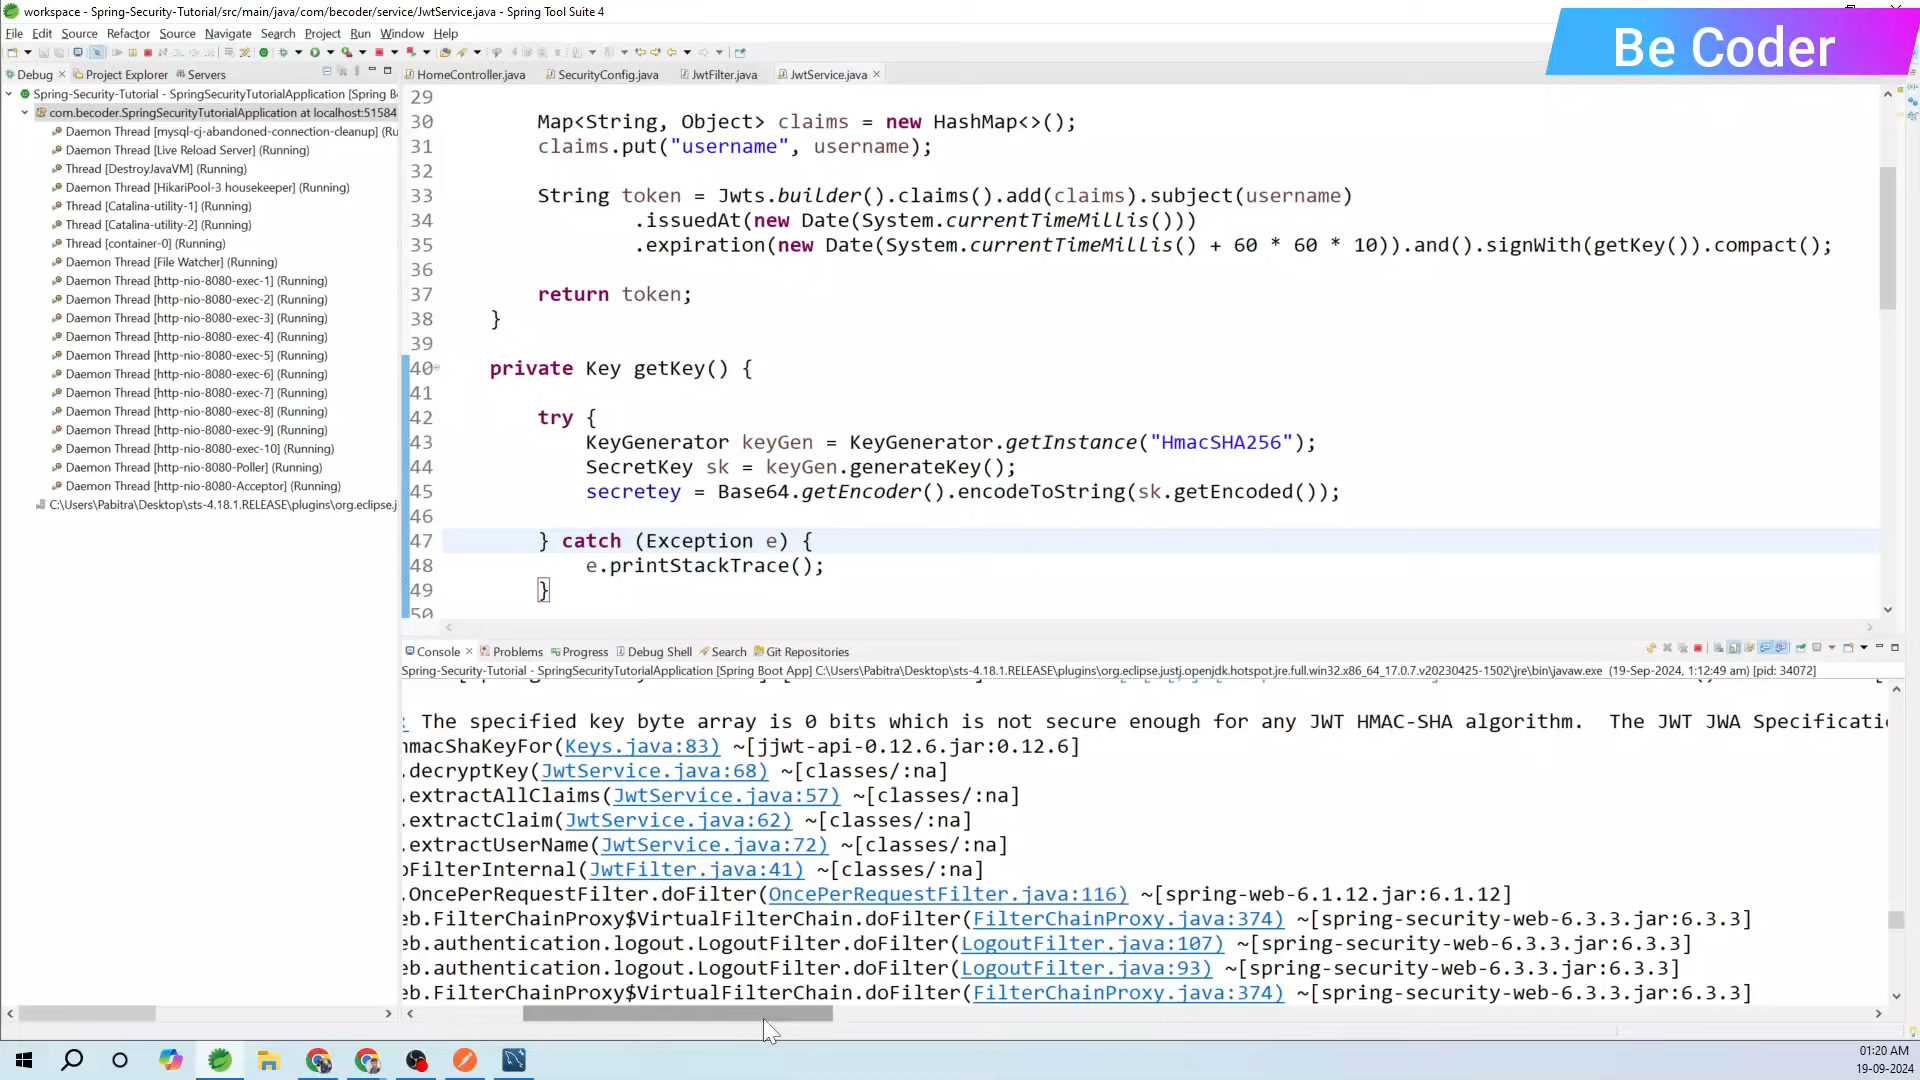 workspace - Spring-Security-Tutorial/src/main/java/com/becoder/service/JwtService.java - Spring Tool Suite 4
Be Coder
File Edit Source Refactor Source Navigate Search Project Run Window Help
Debug Project Explorer Servers
HomeController.java SecurityConfig.java JwtFilter.java JwtService.java
Spring-Security-Tutorial - SpringSecurityTutorialApplication [Spring B
com.becoder.SpringSecurityTutorialApplication at localhost:51584
Daemon Thread [mysql-cj-abandoned-connection-cleanup] (Ru
Daemon Thread [Live Reload Server] (Running)
Thread [DestroyJavaVM] (Running)
Daemon Thread [HikariPool-3 housekeeper] (Running)
Thread [Catalina-utility-1] (Running)
Thread [Catalina-utility-2] (Running)
Thread [container-0] (Running)
Daemon Thread [File Watcher] (Running)
Daemon Thread [http-nio-8080-exec-1] (Running)
Daemon Thread [http-nio-8080-exec-2] (Running)
Daemon Thread [http-nio-8080-exec-3] (Running)
Daemon Thread [http-nio-8080-exec-4] (Running)
Daemon Thread [http-nio-8080-exec-5] (Running)
Daemon Thread [http-nio-8080-exec-6] (Running)
Daemon Thread [http-nio-8080-exec-7] (Running)
Daemon Thread [http-nio-8080-exec-8] (Running)
Daemon Thread [http-nio-8080-exec-9] (Running)
Daemon Thread [http-nio-8080-exec-10] (Running)
Daemon Thread [http-nio-8080-Poller] (Running)
Daemon Thread [http-nio-8080-Acceptor] (Running)
C:\Users\Pabitra\Desktop\sts-4.18.1.RELEASE\plugins\org.eclipse.j
29
30 Map<String, Object> claims = new HashMap<>();
31 claims.put("username", username);
32
33 String token = Jwts.builder().claims().add(claims).subject(username)
34 .issuedAt(new Date(System.currentTimeMillis()))
35 .expiration(new Date(System.currentTimeMillis() + 60 * 60 * 10)).and().signWith(getKey()).compact();
36
37 return token;
38 }
39
40 private Key getKey() {
41
42 try {
43 KeyGenerator keyGen = KeyGenerator.getInstance("HmacSHA256");
44 SecretKey sk = keyGen.generateKey();
45 secretey = Base64.getEncoder().encodeToString(sk.getEncoded());
46
47 } catch (Exception e) {
48 e.printStackTrace();
49 }
50
Console Problems Progress Debug Shell Search Git Repositories
Spring-Security-Tutorial - SpringSecurityTutorialApplication [Spring Boot App] C:\Users\Pabitra\Desktop\sts-4.18.1.RELEASE\plugins\org.eclipse.justj.openjdk.hotspot.jre.full.win32.x86_64_17.0.7.v20230425-1502\jre\bin\javaw.exe (19-Sep-2024, 1:12:49 am) [pid: 34072]
: The specified key byte array is 0 bits which is not secure enough for any JWT HMAC-SHA algorithm. The JWT JWA Specificati
hmacShaKeyFor(Keys.java:83) ~[jjwt-api-0.12.6.jar:0.12.6]
.decryptKey(JwtService.java:68) ~[classes/:na]
.extractAllClaims(JwtService.java:57) ~[classes/:na]
.extractClaim(JwtService.java:62) ~[classes/:na]
.extractUserName(JwtService.java:72) ~[classes/:na]
oFilterInternal(JwtFilter.java:41) ~[classes/:na]
.OncePerRequestFilter.doFilter(OncePerRequestFilter.java:116) ~[spring-web-6.1.12.jar:6.1.12]
eb.FilterChainProxy$VirtualFilterChain.doFilter(FilterChainProxy.java:374) ~[spring-security-web-6.3.3.jar:6.3.3]
eb.authentication.logout.LogoutFilter.doFilter(LogoutFilter.java:107) ~[spring-security-web-6.3.3.jar:6.3.3]
eb.authentication.logout.LogoutFilter.doFilter(LogoutFilter.java:93) ~[spring-security-web-6.3.3.jar:6.3.3]
eb.FilterChainProxy$VirtualFilterChain.doFilter(FilterChainProxy.java:374) ~[spring-security-web-6.3.3.jar:6.3.3]
01:20 AM
19-09-2024